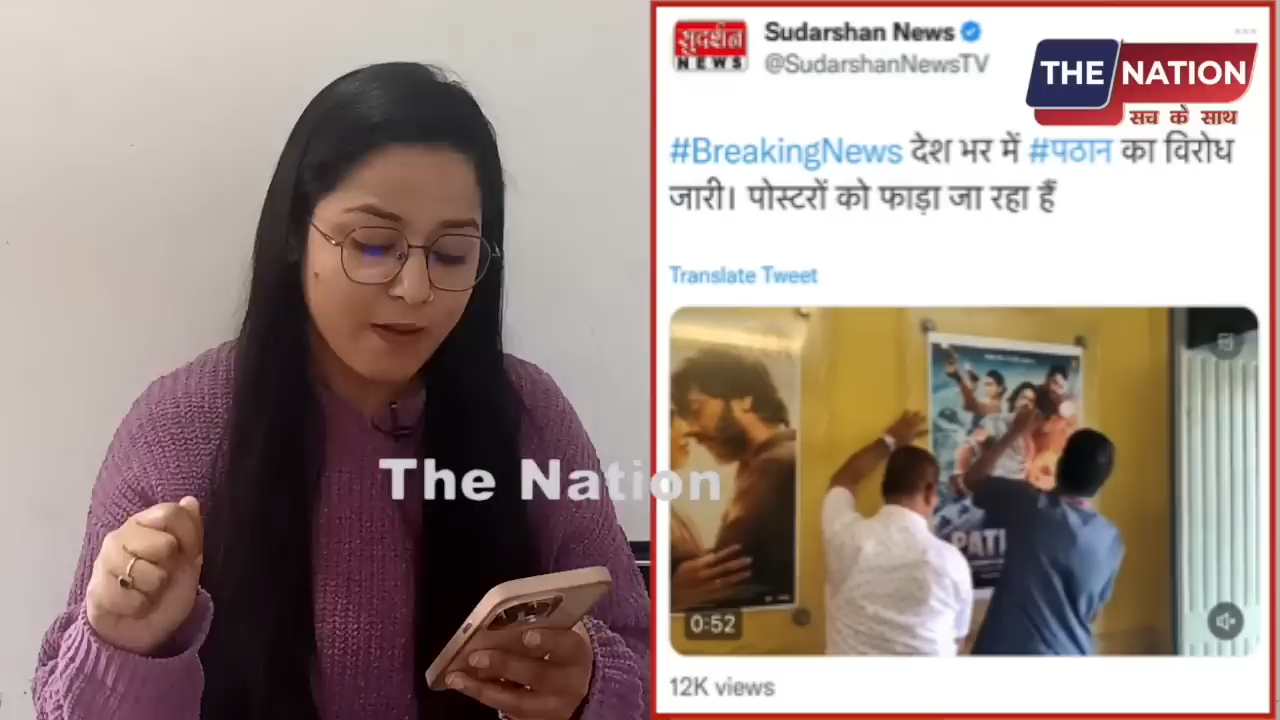 सुदर्शन
NEWS
Sudarshan News
@SudarshanNewsTV
THE NATION
सच के साथ
#BreakingNews देश भर में #पठान का विरोध
जारी। पोस्टरों को फाड़ा जा रहा हैं
Translate Tweet
PAT
The Nation
0:52
12K views